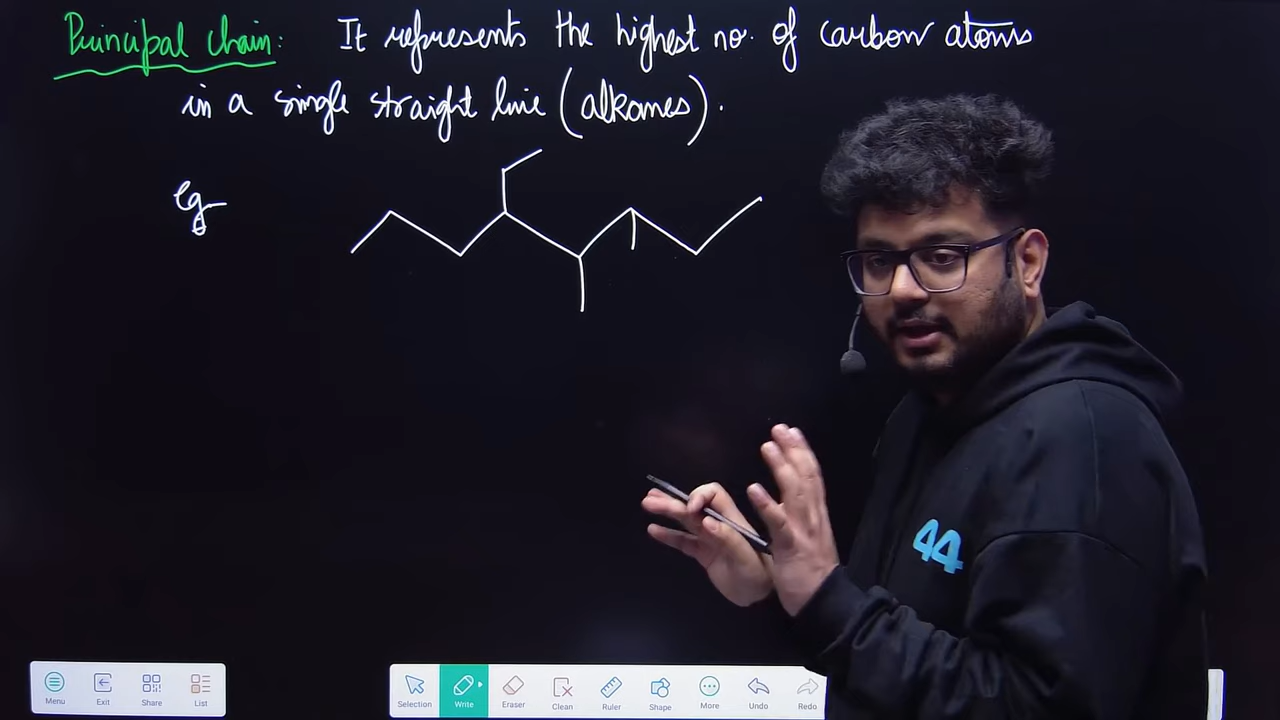 Principal chain: It represents the highest no. of carbon atoms
in a single straight line (alkanes).
eg
44
Menu
Exit
Share
List
Selection
Write
Eraser
Clean
Ruler
Shape
More
Undo
Redo